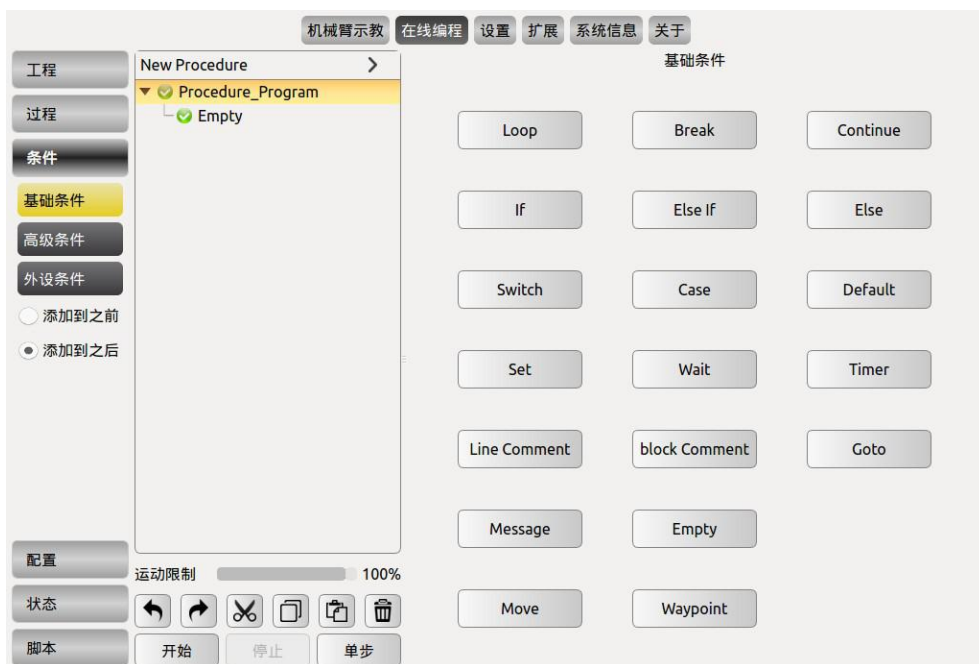 机械臂示教 在线编程 设置 扩展 系统信息 关于
工程
过程
条件
基础条件
高级条件
外设条件
添加到之前
添加到之后
配置
状态
脚本
New Procedure
Procedure_Program
Empty
运动限制 100%
开始 停止 单步
基础条件
Loop Break Continue
If Else If Else
Switch Case Default
Set Wait Timer
Line Comment block Comment Goto
Message Empty
Move Waypoint